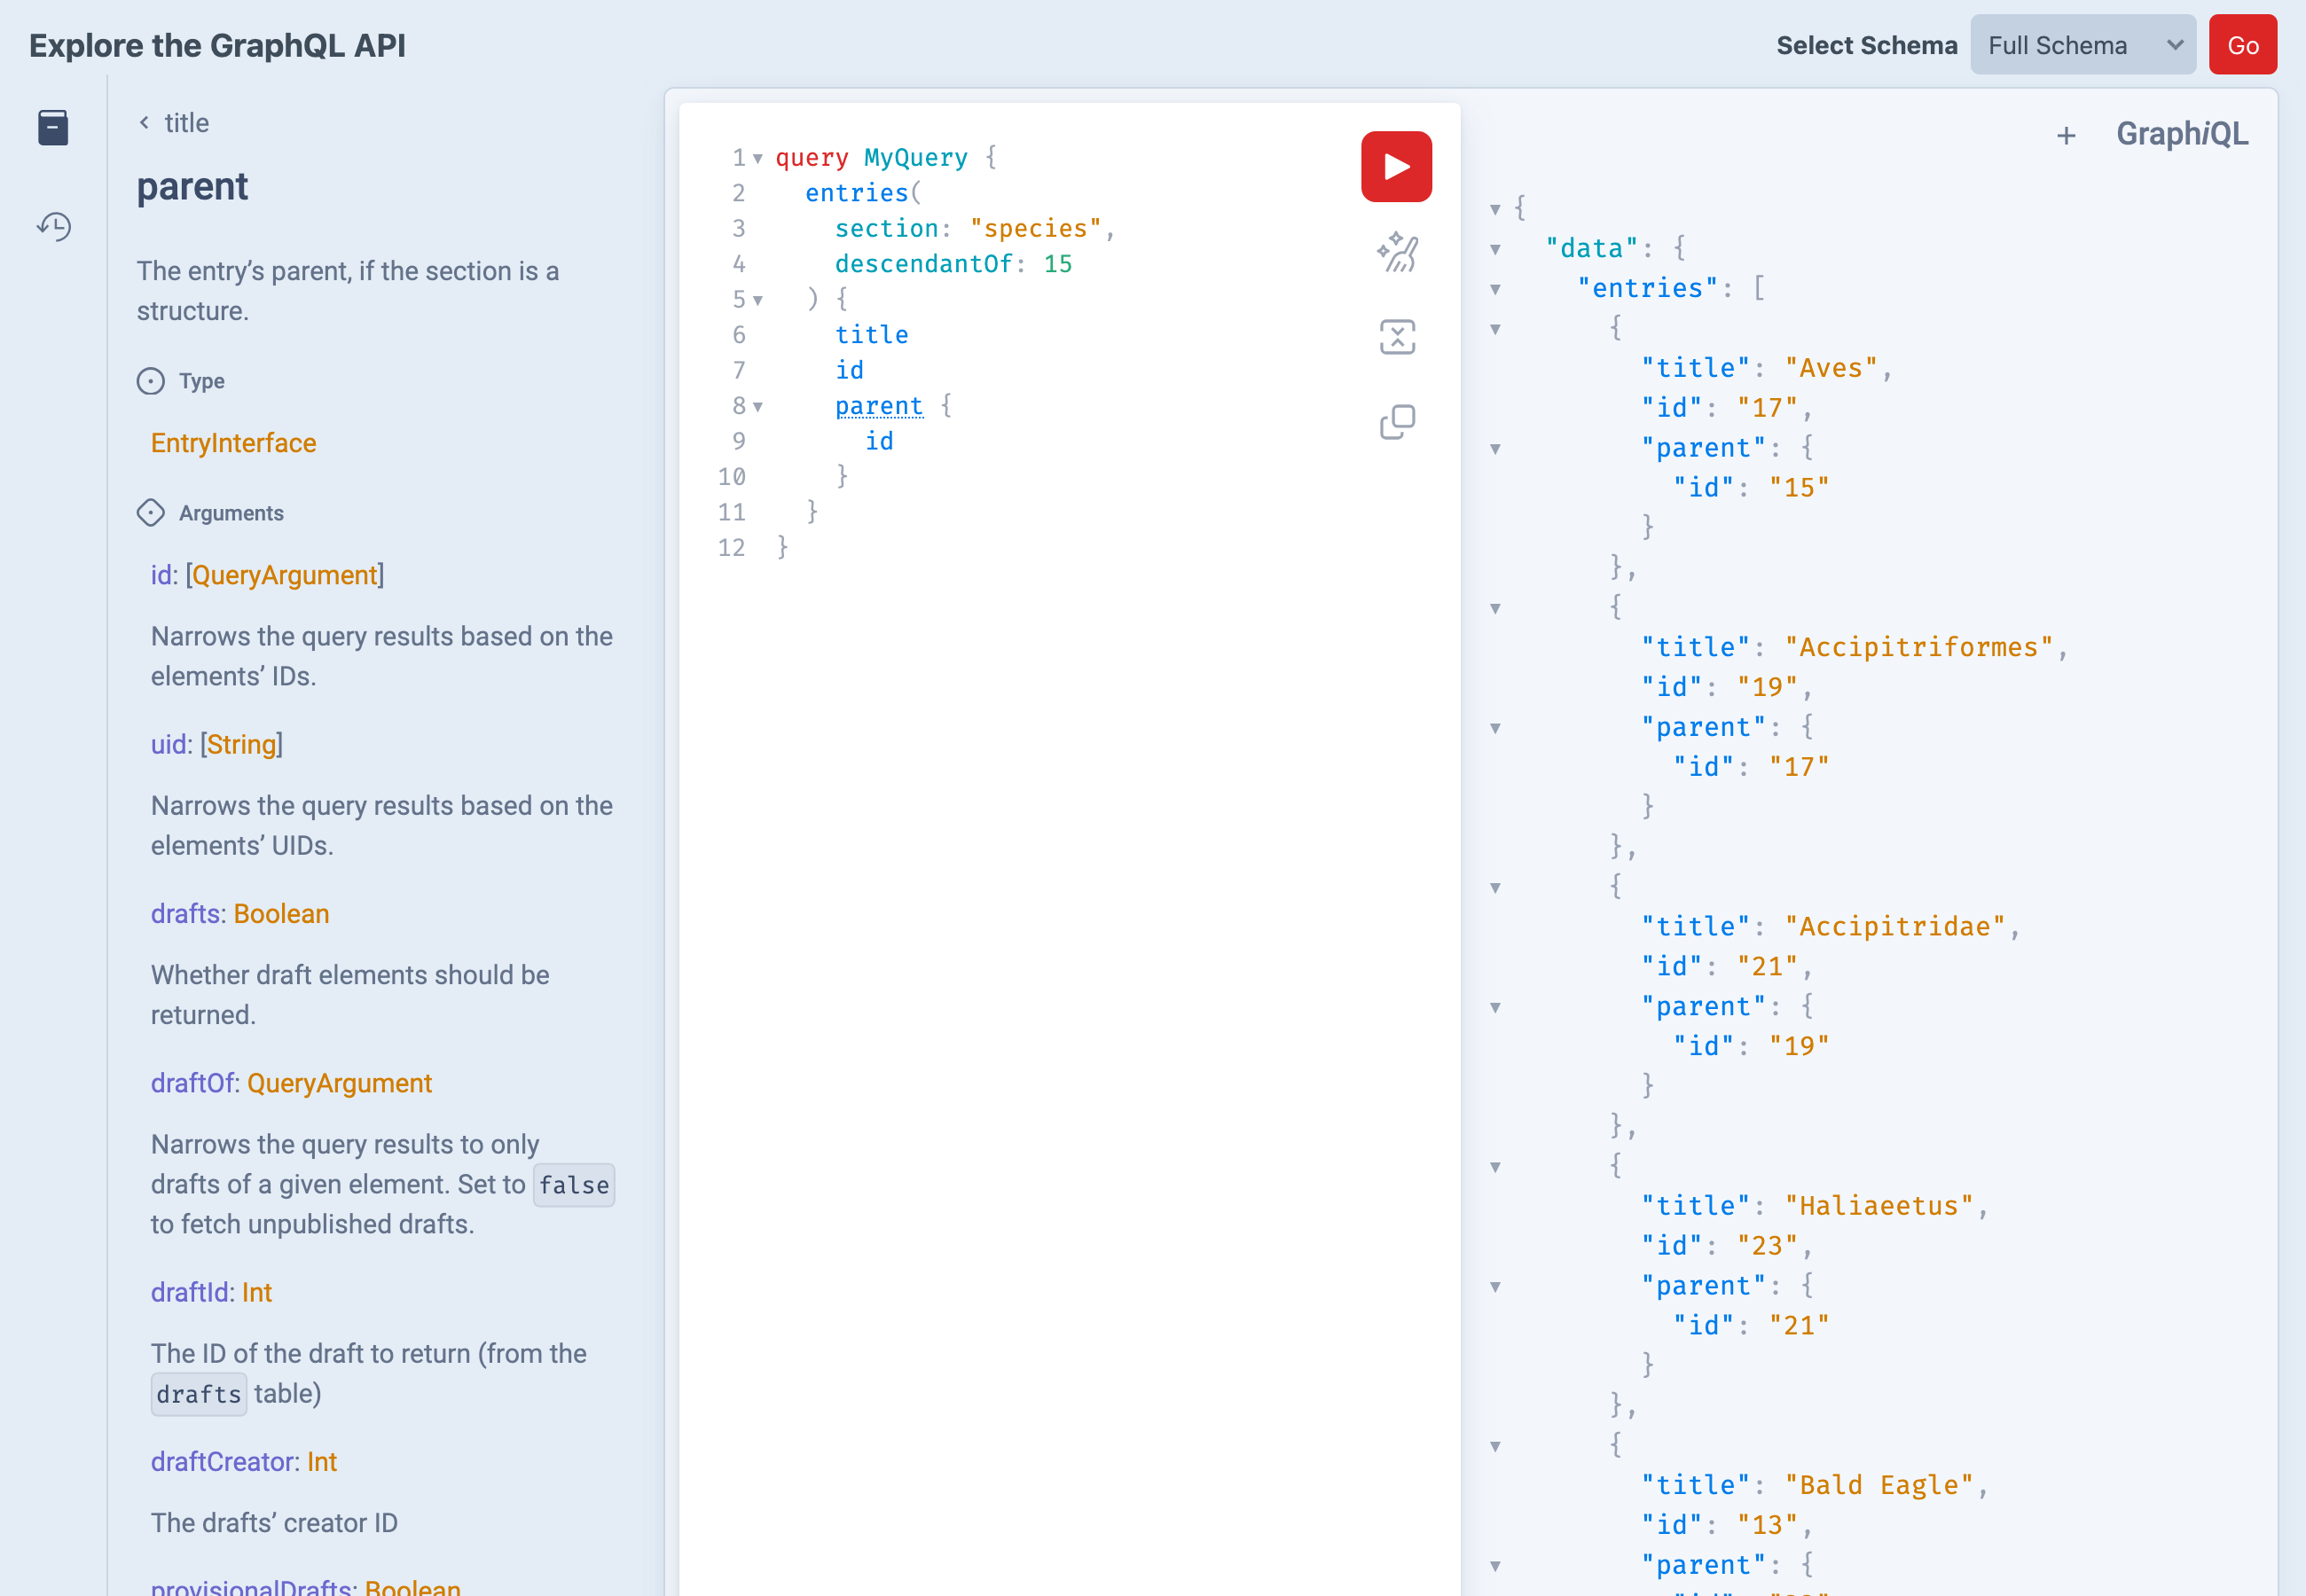 Explore the GraphQL API
Select Schema
Full Schema
Go
title
parent
The entry’s parent, if the section is a
structure.
Type
EntryInterface
Arguments
id: [QueryArgument]
Narrows the query results based on the
elements’ IDs.
uid: [String]
Narrows the query results based on the
elements’ UIDs.
drafts: Boolean
Whether draft elements should be
returned.
draftOf: QueryArgument
Narrows the query results to only
drafts of a given element. Set to false
to fetch unpublished drafts.
draftId: Int
The ID of the draft to return (from the
drafts table)
draftCreator: Int
The drafts’ creator ID
provisionalDrafts: Boolean
1 query MyQuery {
2 entries(
3 section: "species",
4 descendantOf: 15
5 ) {
6 title
7 id
8 parent {
9 id
10 }
11 }
12 }
+ GraphiQL
{
"data": {
"entries": [
{
"title": "Aves",
"id": "17",
"parent": {
"id": "15"
}
},
{
"title": "Accipitriformes",
"id": "19",
"parent": {
"id": "17"
}
},
{
"title": "Accipitridae",
"id": "21",
"parent": {
"id": "19"
}
},
{
"title": "Haliaeetus",
"id": "23",
"parent": {
"id": "21"
}
},
{
"title": "Bald Eagle",
"id": "13",
"parent": {